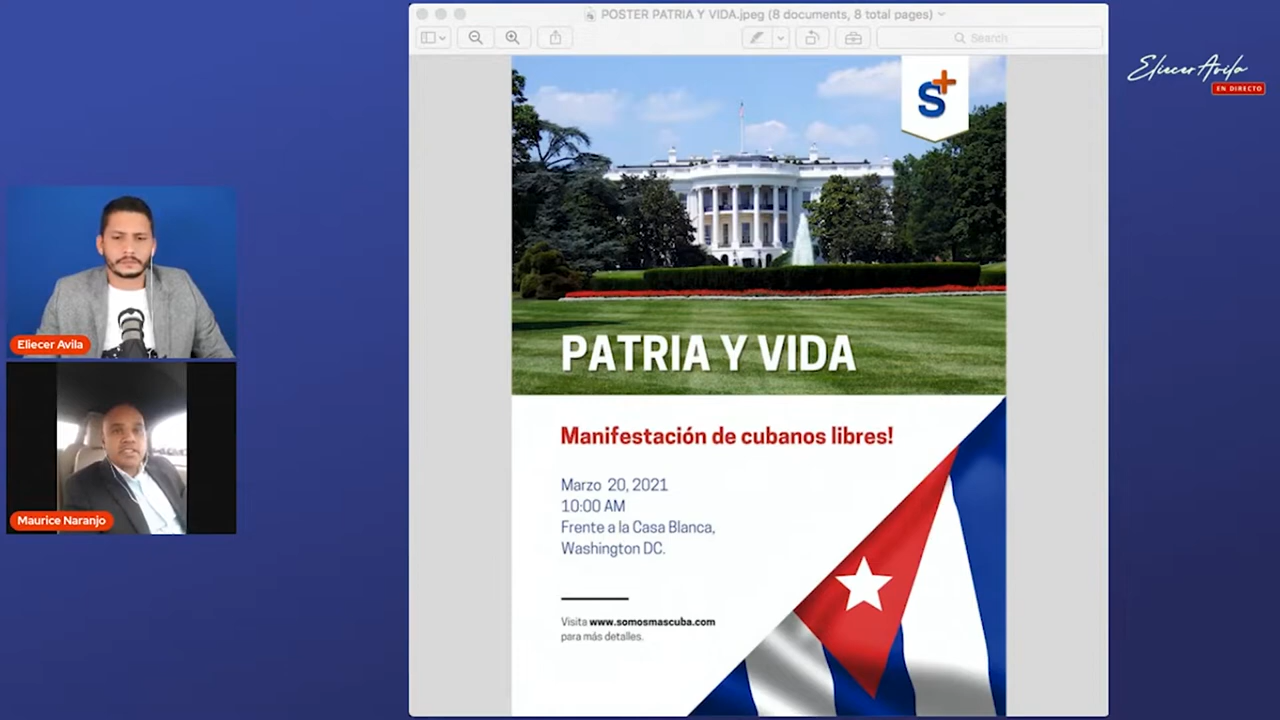 POSTER PATRIA Y VIDA.jpeg (8 documents, 8 total pages)
Search
Eliecer Avila
EN DIRECTO
S+
PATRIA Y VIDA
Manifestación de cubanos libres!
Marzo 20, 2021
10:00 AM
Frente a la Casa Blanca,
Washington DC.
Visita www.somosmascuba.com
para más detalles.
Eliecer Avila
Maurice Naranjo